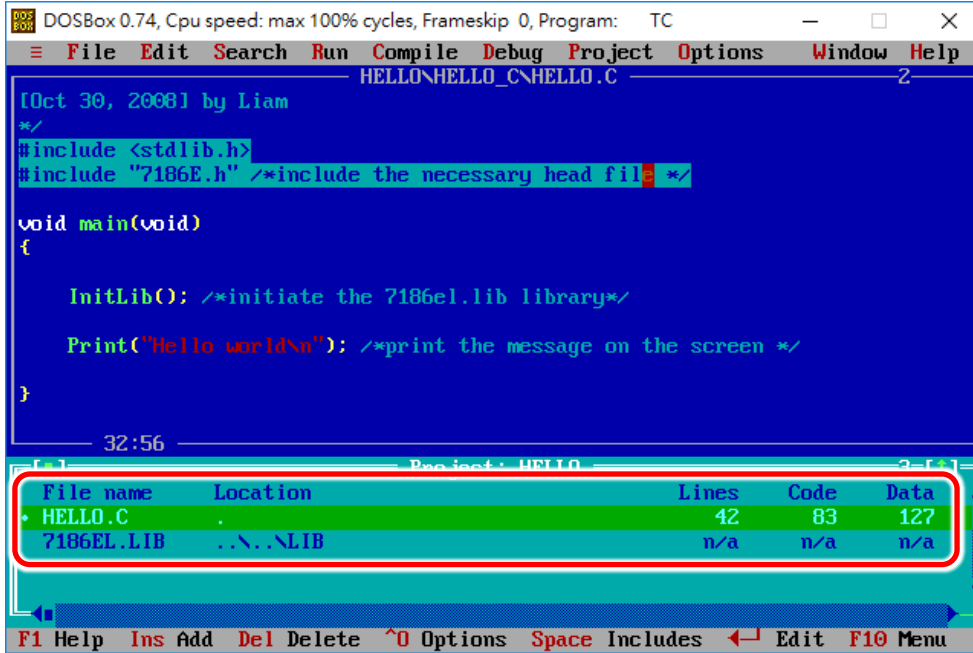 DOSBox 0.74, Cpu speed: max 100% cycles, Frameskip 0, Program: TC
≡ File Edit Search Run Compile Debug Project Options Window Help
HELLO\HELLO_C\HELLO.C 2
[Oct 30, 2008] by Liam
*/
#include <stdlib.h>
#include "7186E.h" /*include the necessary head file */
void main(void)
{
InitLib(); /*initiate the 7186el.lib library*/
Print("Hello world\n"); /*print the message on the screen */
}
32:56
Project: HELLO 3=[↑]
File name Location Lines Code Data
• HELLO.C . 42 83 127
7186EL.LIB ..\..\LIB n/a n/a n/a
F1 Help Ins Add Del Delete ^O Options Space Includes ←┘ Edit F10 Menu